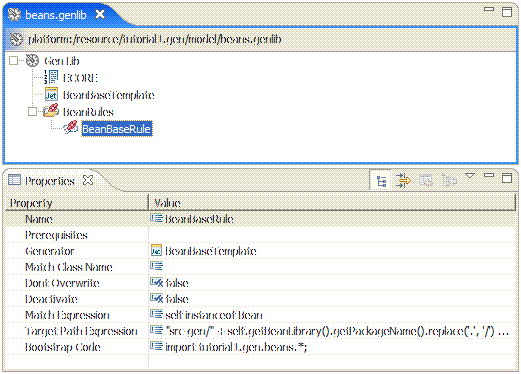 beans.genlib
platform:/resource/tutorial1.gen/model/beans.genlib
Gen Lib
ECORE
BeanBaseTemplate
BeanRules
BeanBaseRule
Properties
Property Value
Name BeanBaseRule
Prerequisites
Generator BeanBaseTemplate
Match Class Name
Dont Overwrite false
Deactivate false
Match Expression self instanceof Bean
Target Path Expression "src-gen/" + self.getBeanLibrary().getPackageName().replace('.', '/') ...
Bootstrap Code import tutorial1.gen.beans.*;